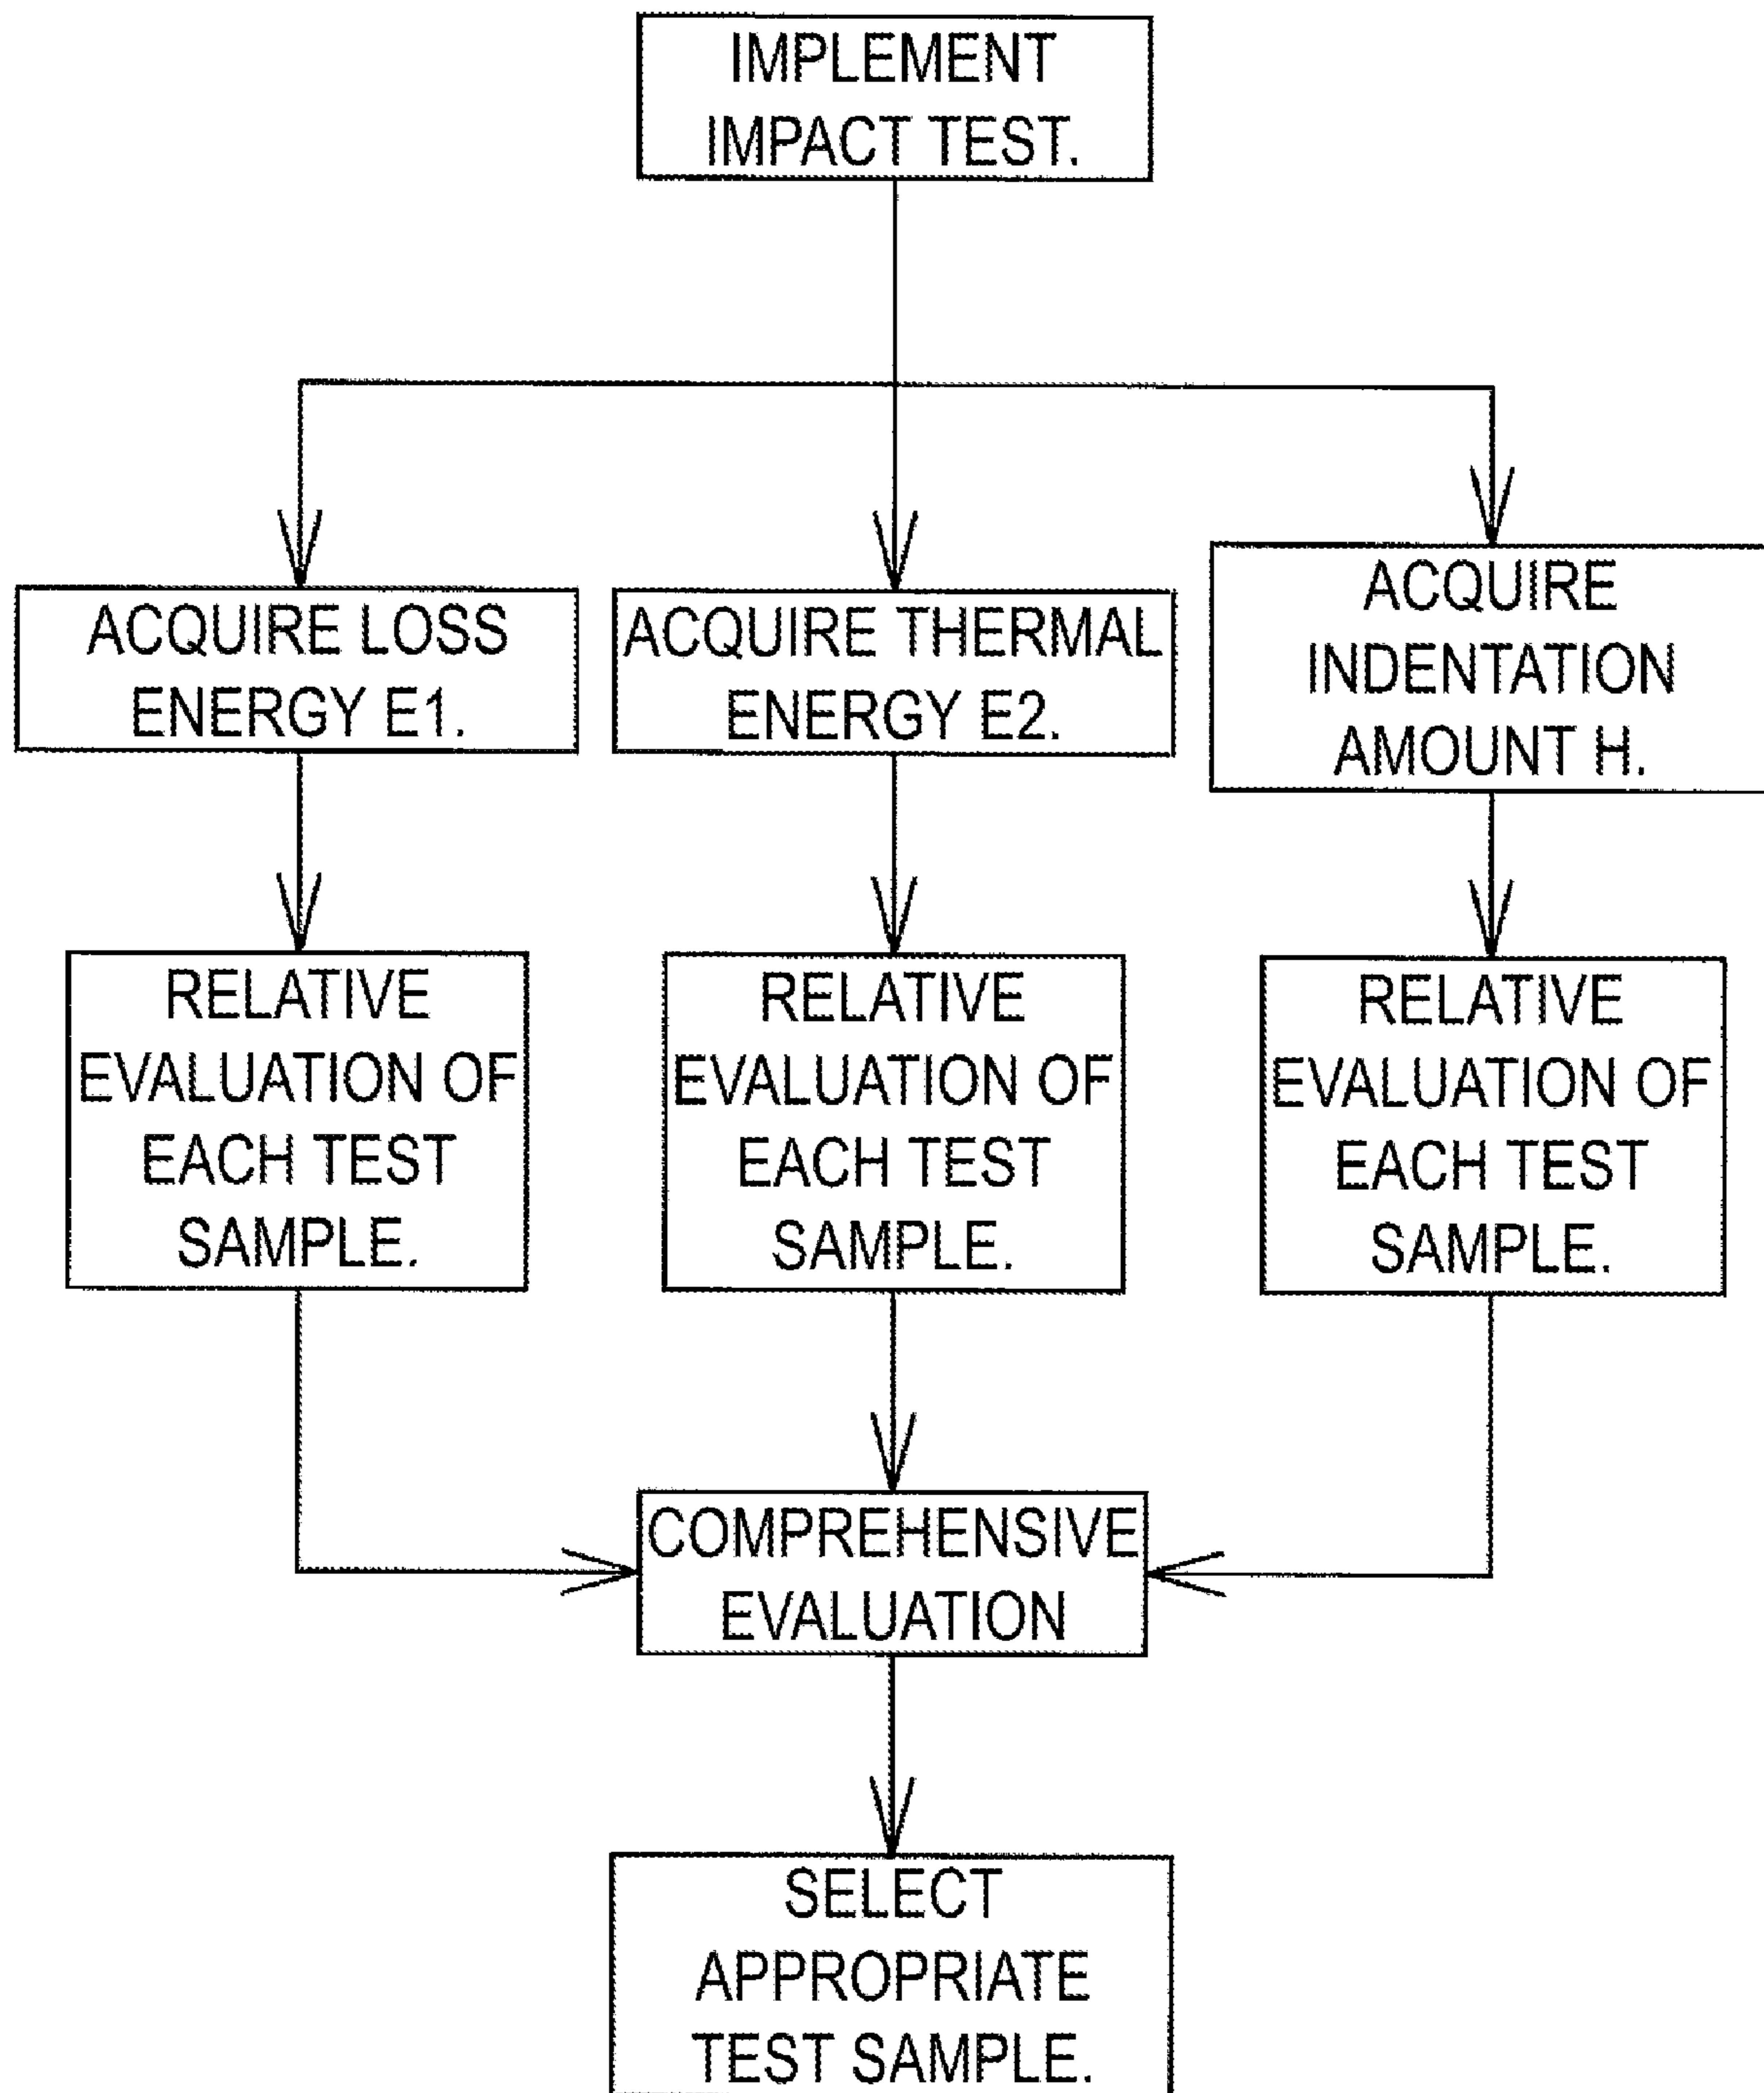 IMPLEMENT
IMPACT TEST.
ACQUIRE LOSS
ENERGY E1.
ACQUIRE THERMAL
ENERGY E2.
ACQUIRE
INDENTATION
AMOUNT H.
RELATIVE
EVALUATION OF
EACH TEST
SAMPLE.
RELATIVE
EVALUATION OF
EACH TEST
SAMPLE.
RELATIVE
EVALUATION OF
EACH TEST
SAMPLE.
COMPREHENSIVE
EVALUATION
SELECT
APPROPRIATE
TEST SAMPLE.